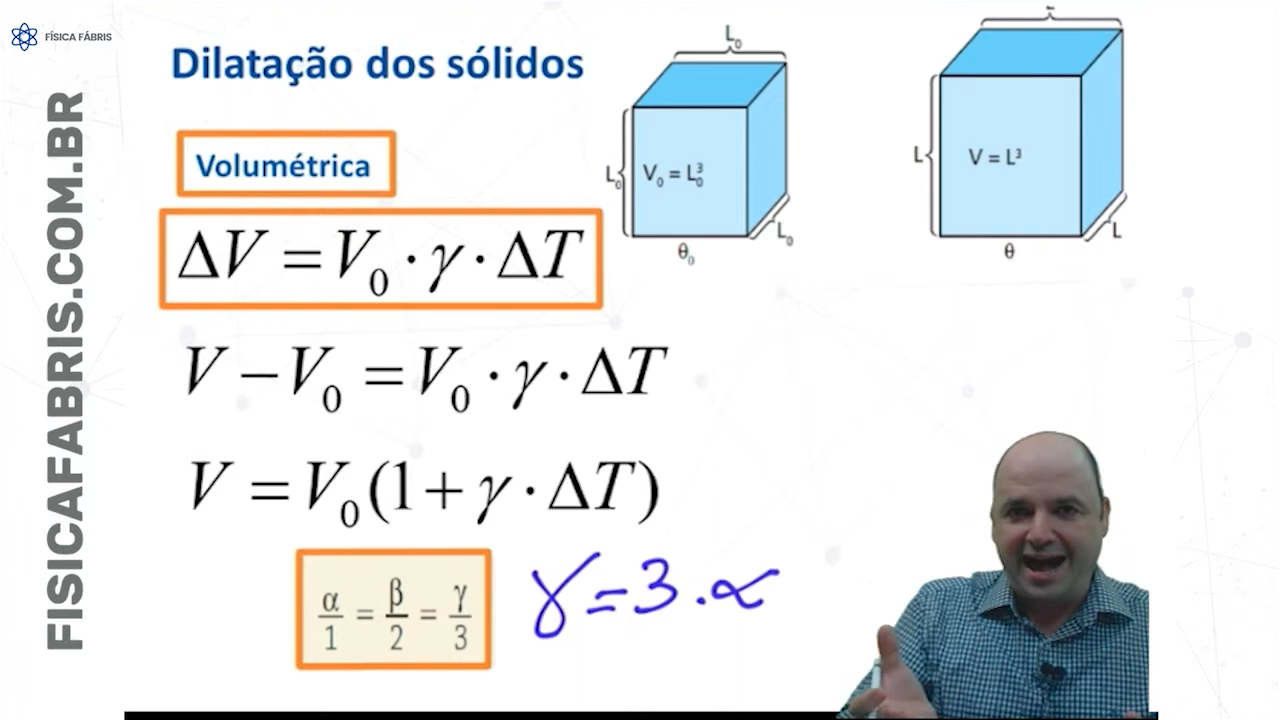 FÍSICA FÁBRIS
FISICAFABRIS.COM.BR
Dilatação dos sólidos
Volumétrica
ΔV = V₀ · γ · ΔT
V − V₀ = V₀ · γ · ΔT
V = V₀(1 + γ · ΔT)
α/1 = β/2 = γ/3
γ = 3 . α
L₀
L₀
V₀ = L₀³
L₀
θ₀
L
V = L³
L
θ